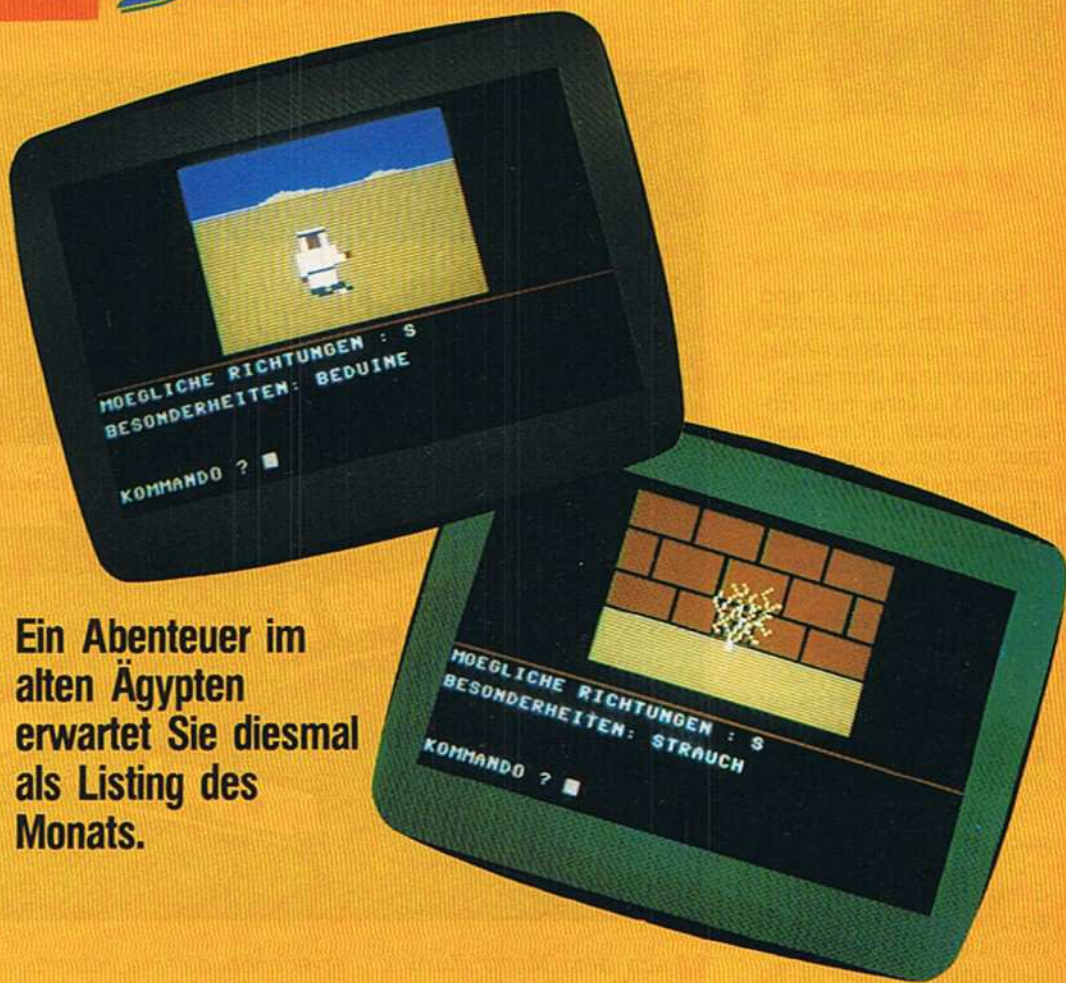 MOEGLICHE RICHTUNGEN : S
BESONDERHEITEN: BEDUINE
KOMMANDO ?
Ein Abenteuer im
alten Ägypten
erwartet Sie diesmal
als Listing des
Monats.
MOEGLICHE RICHTUNGEN : S
BESONDERHEITEN: STRAUCH
KOMMANDO ?